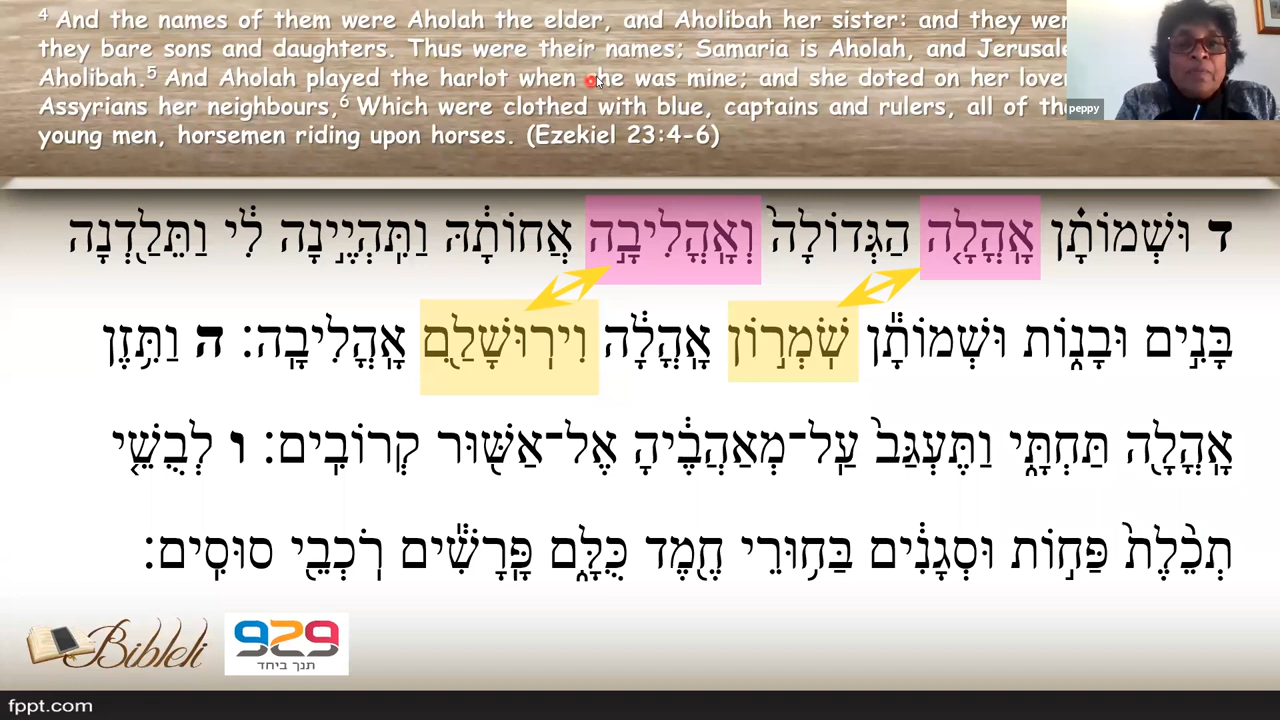 4 And the names of them were Aholah the elder, and Aholibah her sister: and they wer
they bare sons and daughters. Thus were their names; Samaria is Aholah, and Jerusale
Aholibah.5 And Aholah played the harlot when she was mine; and she doted on her lover
Assyrians her neighbours, 6 Which were clothed with blue, captains and rulers, all of th
young men, horsemen riding upon horses. (Ezekiel 23:4-6)
peppy
ד וּשְׁמוֹתָ֗ן אָהֳלָ֤ה הַגְּדוֹלָה֙ וְאָהֳלִיבָ֣ה אֲחוֹתָ֔הּ וַתִּֽהְיֶ֣ינָה לִ֔י וַתֵּלַ֖דְנָה
בָּנִ֣ים וּבָנ֑וֹת וּשְׁמוֹתָ֕ן שֹׁמְר֣וֹן אָהֳלָ֔ה וִירֽוּשָׁלִַ֖ם אָהֳלִיבָֽה׃ ה וַתִּ֥זֶן
אָהֳלָ֖ה תַּחְתָּ֑י וַתַּעְגַּב֙ עַֽל־מְאַהֲבֶ֔יהָ אֶל־אַשּׁ֖וּר קְרוֹבִֽים׃ ו לְבֻשֵׁ֤י
תְכֵ֙לֶת֙ פַּח֣וֹת וּסְגָנִ֔ים בַּח֥וּרֵי חֶ֖מֶד כֻּלָּ֑ם פָּרָשִׁ֕ים רֹכְבֵ֖י סוּסִֽים׃
Bibleli
929
תנך ביחד
fppt.com